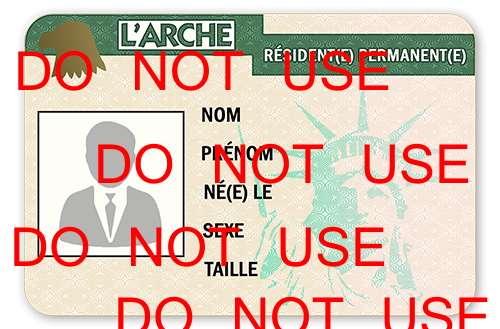 L'ARCHE
RÉSIDENT(E) PERMANENT(E)
DO NOT USE
NOM
PRÉNOM
DO NOT USE
NÉ(E) LE
SEXE
DO NOT USE
TAILLE
DO NOT USE